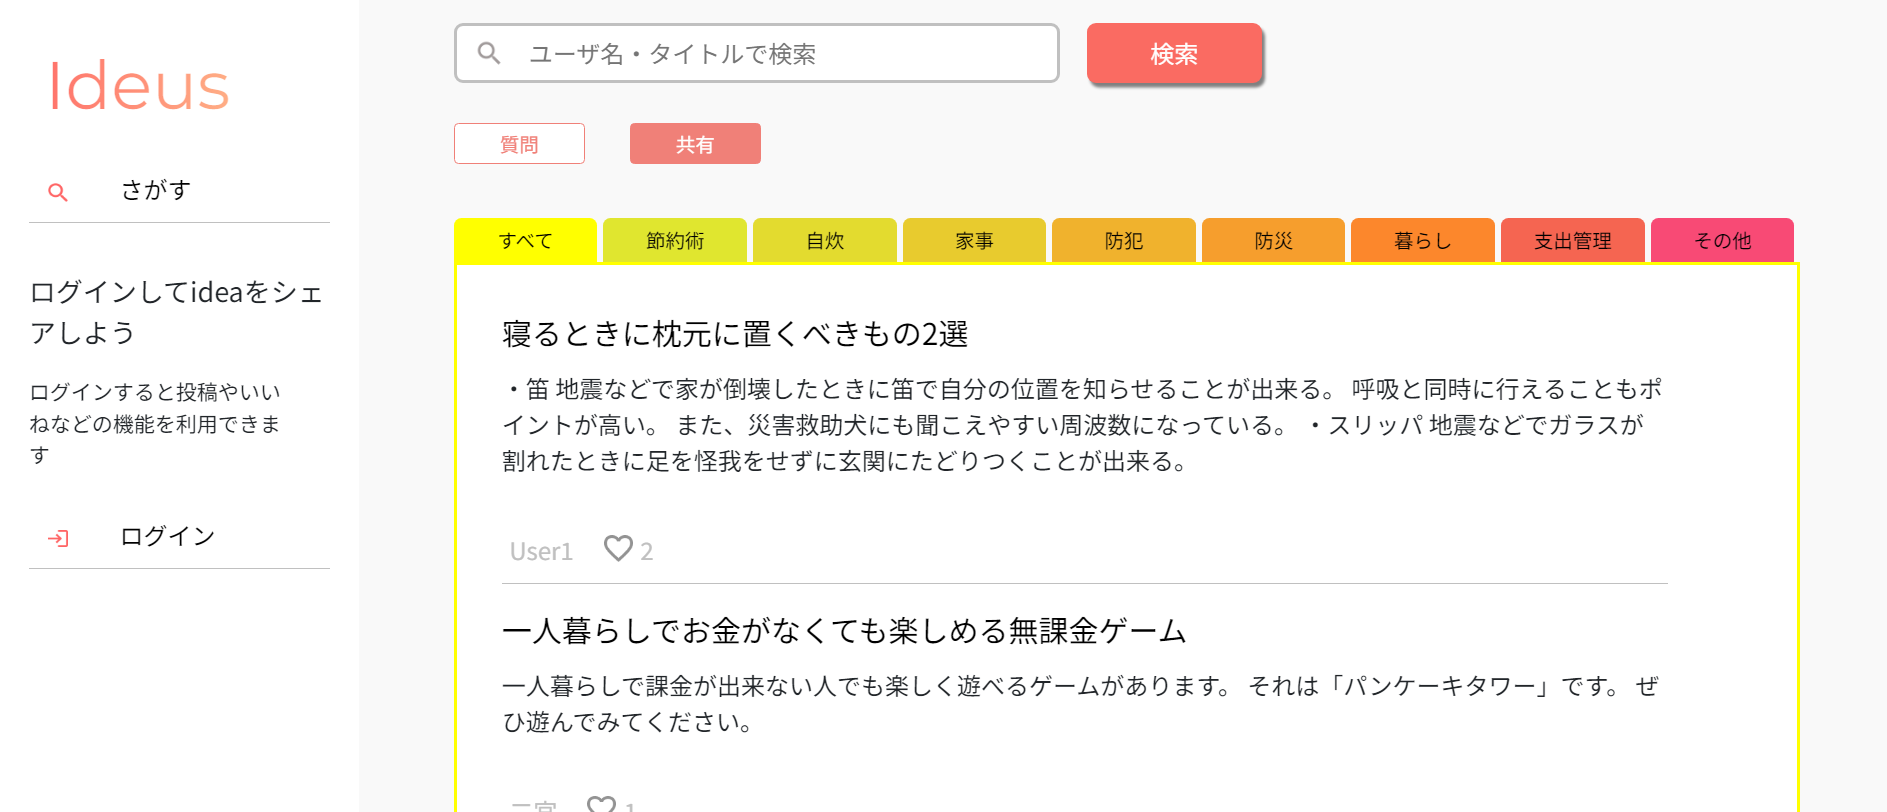 Ideus
さがす
ログインしてideaをシェ
アしよう
ログインすると投稿やいい
ねなどの機能を利用できま
す
ログイン
ユーザ名・タイトルで検索
検索
質問
共有
すべて
節約術
自炊
家事
防犯
防災
暮らし
支出管理
その他
寝るときに枕元に置くべきもの2選
・笛 地震などで家が倒壊したときに笛で自分の位置を知らせることが出来る。 呼吸と同時に行えることもポ
イントが高い。 また、災害救助犬にも聞こえやすい周波数になっている。 ・スリッパ 地震などでガラスが
割れたときに足を怪我をせずに玄関にたどりつくことが出来る。
User1 2
一人暮らしでお金がなくても楽しめる無課金ゲーム
一人暮らしで課金が出来ない人でも楽しく遊べるゲームがあります。 それは「パンケーキタワー」です。 ぜ
ひ遊んでみてください。
1